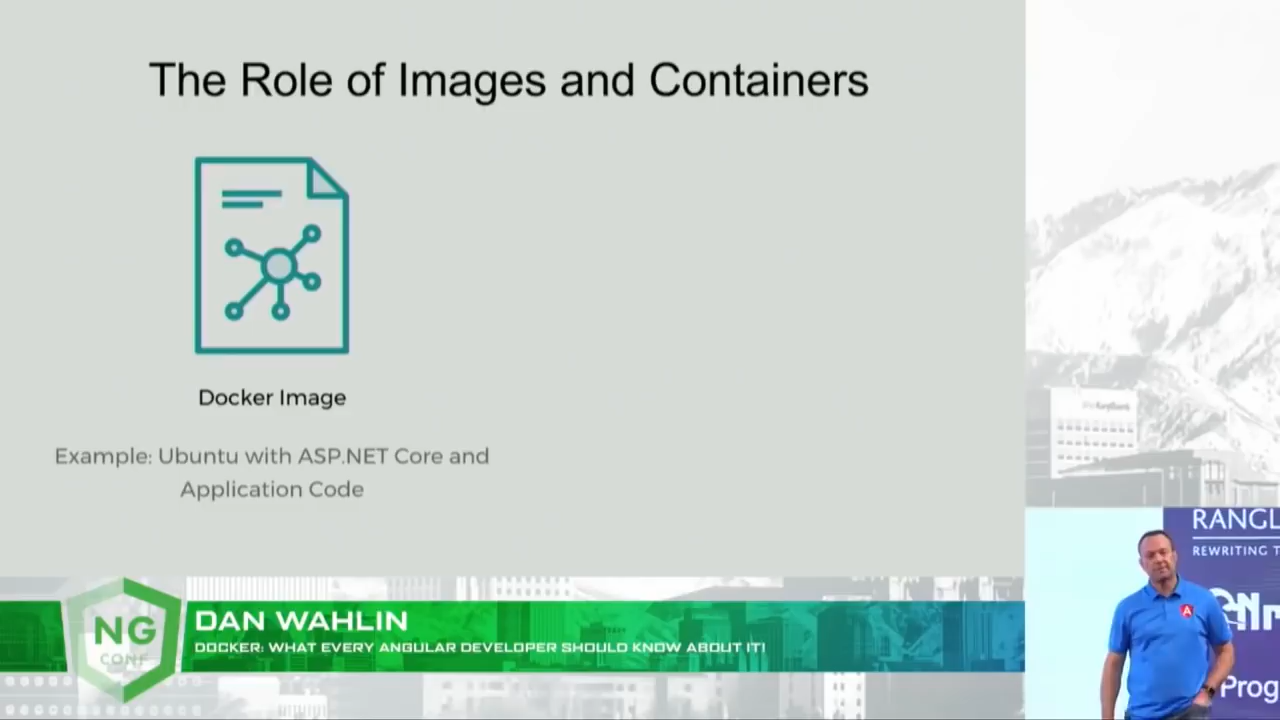 The Role of Images and Containers
Docker Image
Example: Ubuntu with ASP.NET Core and
Application Code
NG
CONF
DAN WAHLIN
DOCKER: WHAT EVERY ANGULAR DEVELOPER SHOULD KNOW ABOUT IT!
RANGL
REWRITING T
A
Prog